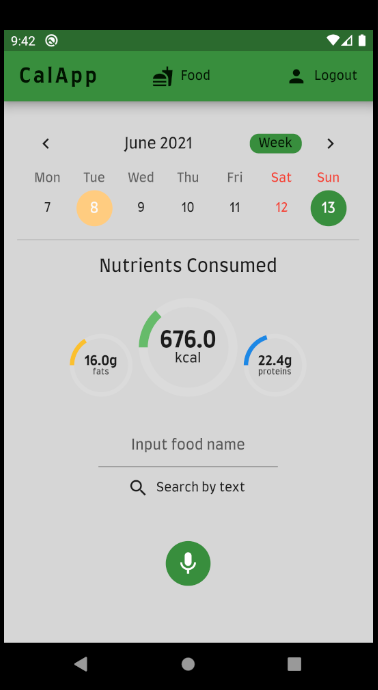 9:42
CalApp Food Logout
June 2021 Week
Mon Tue Wed Thu Fri Sat Sun
7 8 9 10 11 12 13
Nutrients Consumed
676.0
kcal
16.0g
fats
22.4g
proteins
Input food name
Search by text